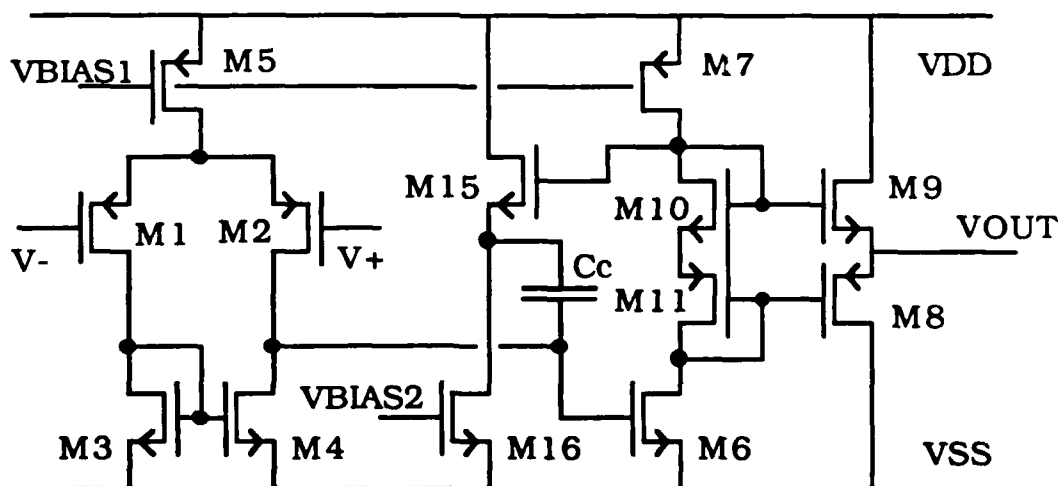 M5
M7
VDD
VBIAS1
M15
M10
M9
M1
M2
VOUT
V-
V+
Cc
M11
M8
VBIAS2
M3
M4
M16
M6
VSS